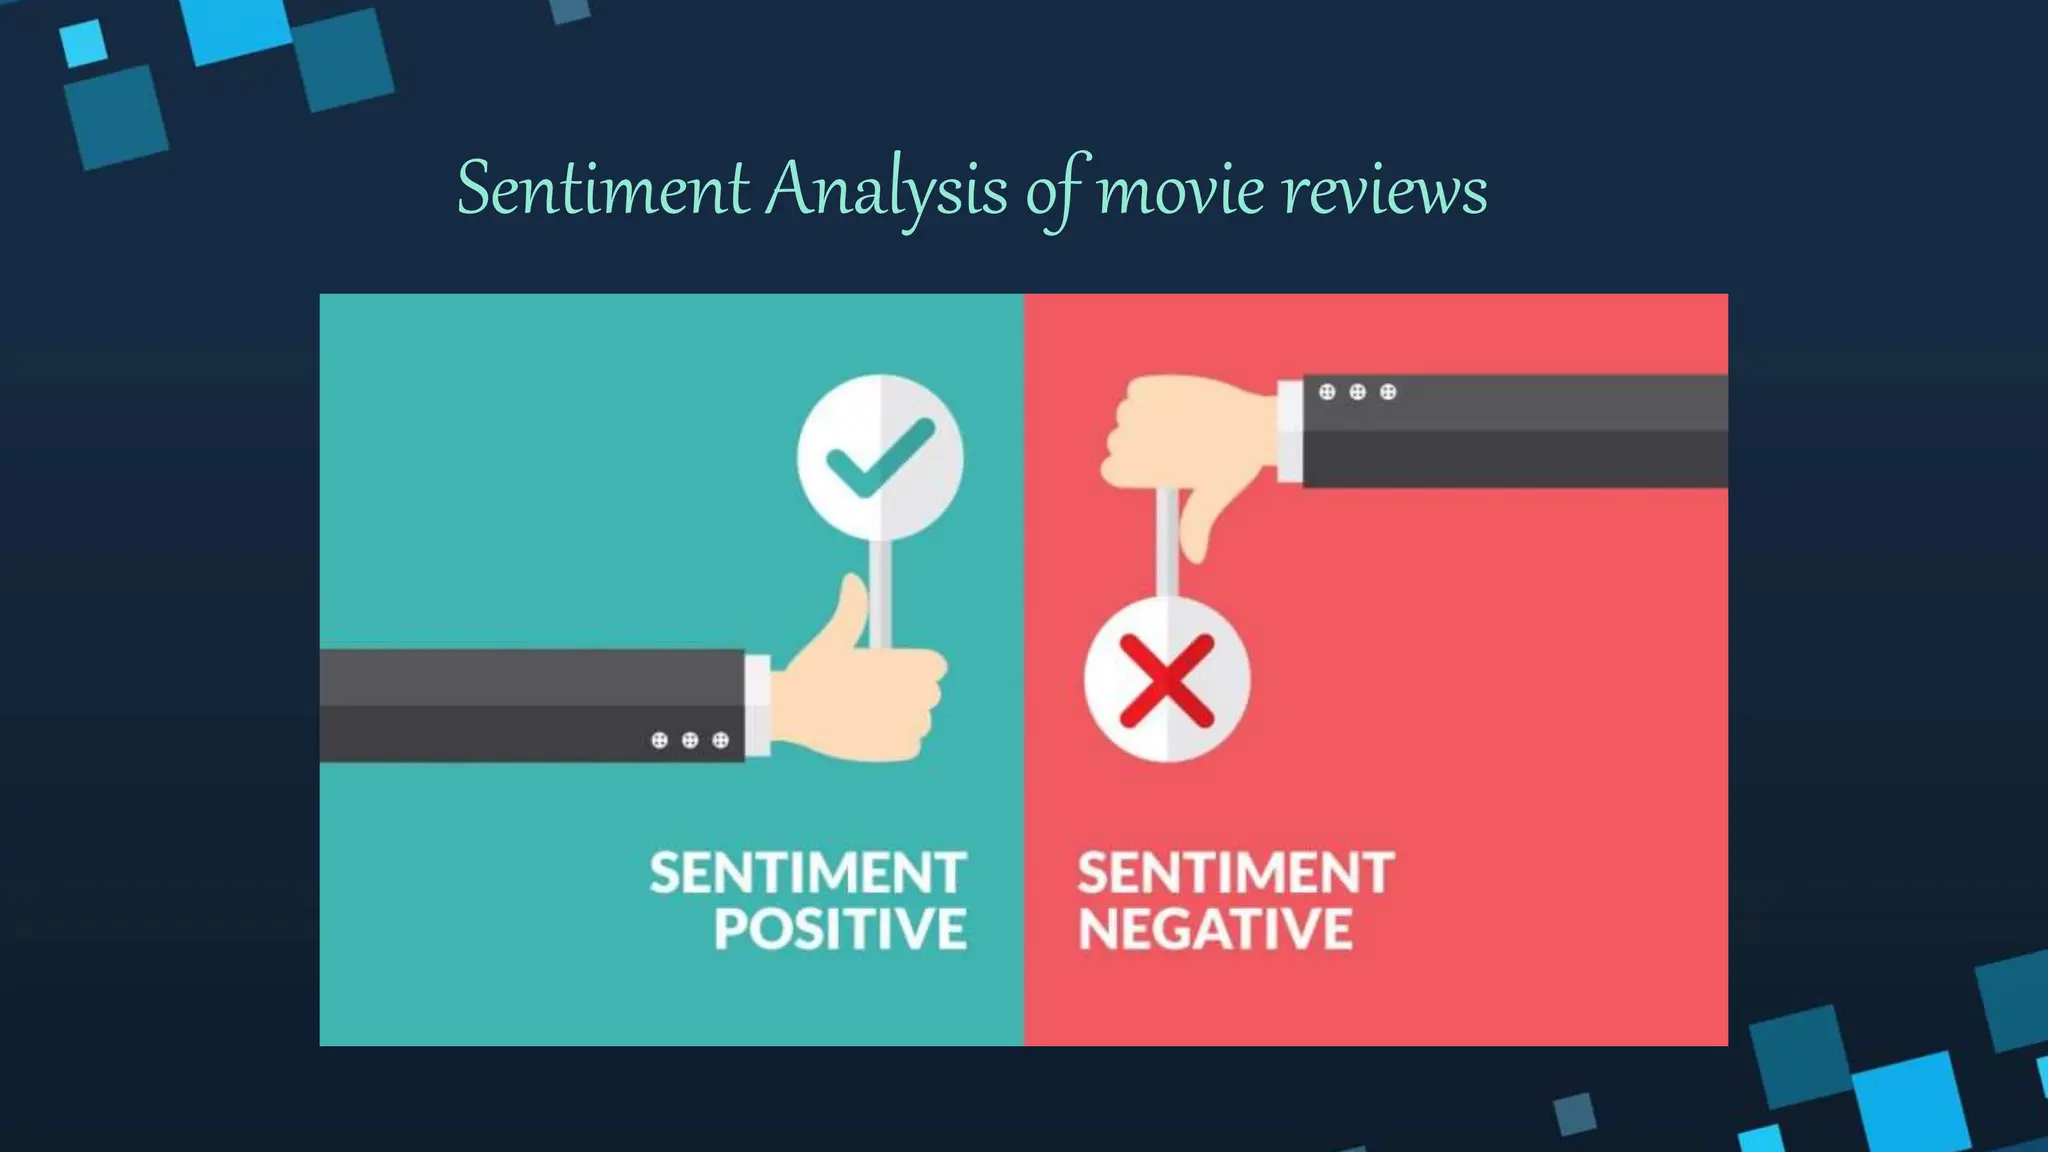 Sentiment Analysis of movie reviews
SENTIMENT
POSITIVE
SENTIMENT
NEGATIVE